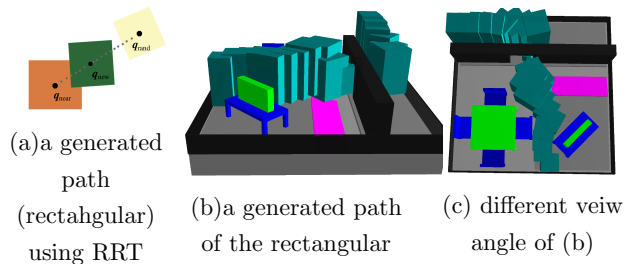 q_rand
q_new
q_near
(a)a generated
path
(rectahgular)
using RRT
(b)a generated path
of the rectangular
(c) different veiw
angle of (b)